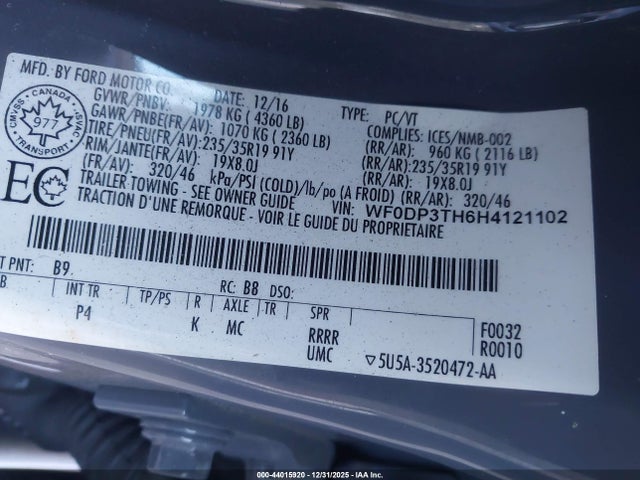 MFD. BY FORD MOTOR CO.
DATE: 12/16 TYPE: PC/VT
GVWR/PNBV: 1978 KG (4360 LB) COMPLIES: ICES/NMB-002
GAWR/PNBE(FR/AV): 1070 KG (2360 LB) (RR/AR): 960 KG (2116 LB)
TIRE/PNEU(FR/AV): 235/35R19 91Y (RR/AR): 235/35R19 91Y
RIM/JANTE(FR/AV): 19X8.0J (RR/AR): 19X8.0J
(FR/AV): 320/46 kPa/PSI (COLD)/lb/po (A FROID) (RR/AR): 320/46
TRAILER TOWING - SEE OWNER GUIDE VIN: WF0DP3TH6H4121102
TRACTION D'UNE REMORQUE - VOIR LE GUIDE DU PROPRIETAIRE
CANADA
CMVSS SVAC
977
TRANSPORT
EC
T PNT: B9 RC: B8 DSO:
B INT TR TP/PS R AXLE TR SPR
P4 K MC RRRR F0032
UMC R0010
5U5A-3520472-AA
000-44015920 - 12/31/2025 - IAA Inc.